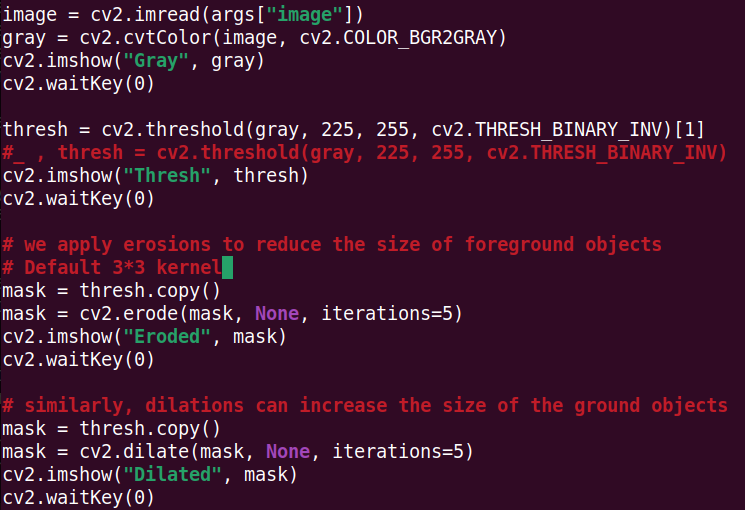 image = cv2.imread(args["image"])
gray = cv2.cvtColor(image, cv2.COLOR_BGR2GRAY)
cv2.imshow("Gray", gray)
cv2.waitKey(0)

thresh = cv2.threshold(gray, 225, 255, cv2.THRESH_BINARY_INV)[1]
#_ , thresh = cv2.threshold(gray, 225, 255, cv2.THRESH_BINARY_INV)
cv2.imshow("Thresh", thresh)
cv2.waitKey(0)

# we apply erosions to reduce the size of foreground objects
# Default 3*3 kernel
mask = thresh.copy()
mask = cv2.erode(mask, None, iterations=5)
cv2.imshow("Eroded", mask)
cv2.waitKey(0)

# similarly, dilations can increase the size of the ground objects
mask = thresh.copy()
mask = cv2.dilate(mask, None, iterations=5)
cv2.imshow("Dilated", mask)
cv2.waitKey(0)